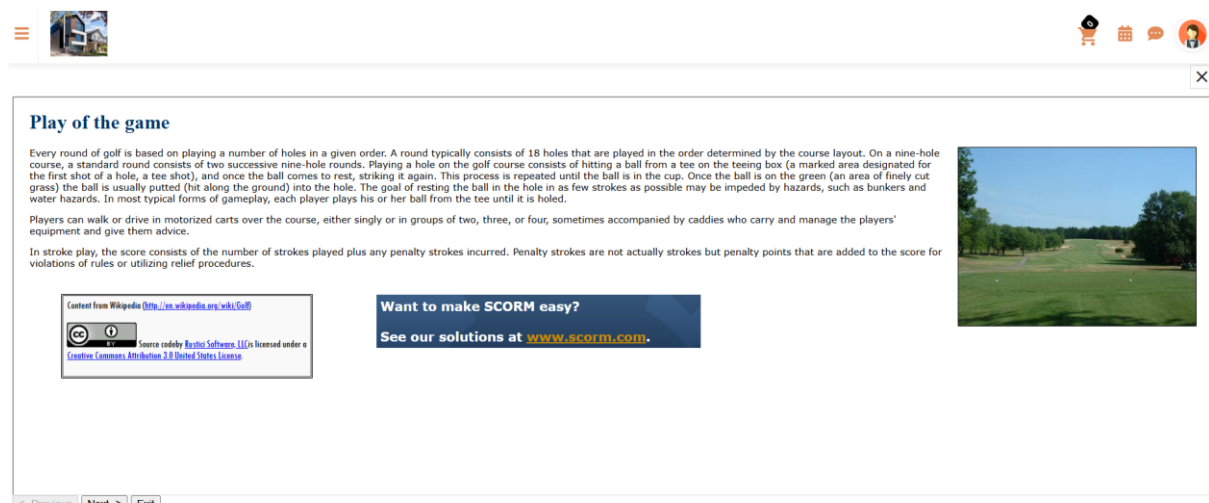 0
Play of the game
Every round of golf is based on playing a number of holes in a given order. A round typically consists of 18 holes that are played in the order determined by the course layout. On a nine-hole
course, a standard round consists of two successive nine-hole rounds. Playing a hole on the golf course consists of hitting a ball from a tee on the teeing box (a marked area designated for
the first shot of a hole, a tee shot), and once the ball comes to rest, striking it again. This process is repeated until the ball is in the cup. Once the ball is on the green (an area of finely cut
grass) the ball is usually putted (hit along the ground) into the hole. The goal of resting the ball in the hole in as few strokes as possible may be impeded by hazards, such as bunkers and
water hazards. In most typical forms of gameplay, each player plays his or her ball from the tee until it is holed.
Players can walk or drive in motorized carts over the course, either singly or in groups of two, three, or four, sometimes accompanied by caddies who carry and manage the players'
equipment and give them advice.
In stroke play, the score consists of the number of strokes played plus any penalty strokes incurred. Penalty strokes are not actually strokes but penalty points that are added to the score for
violations of rules or utilizing relief procedures.
Content from Wikipedia (http://en.wikipedia.org/wiki/Golf)
cc BY Source codeby Rustici Software, LLCis licensed under a
Creative Commons Attribution 3.0 United States License.
Want to make SCORM easy?
See our solutions at www.scorm.com.
< Previous Next > Exit